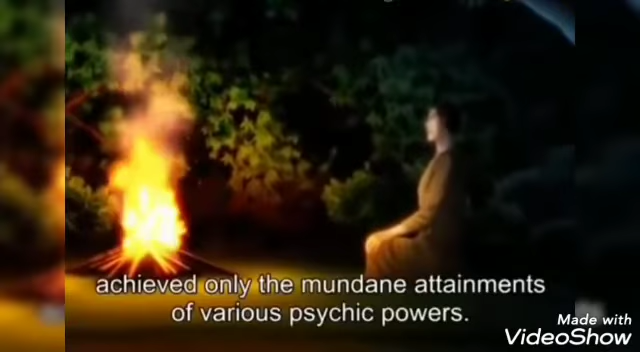 achieved only the mundane attainments
of various psychic powers.
Made with
VideoShow